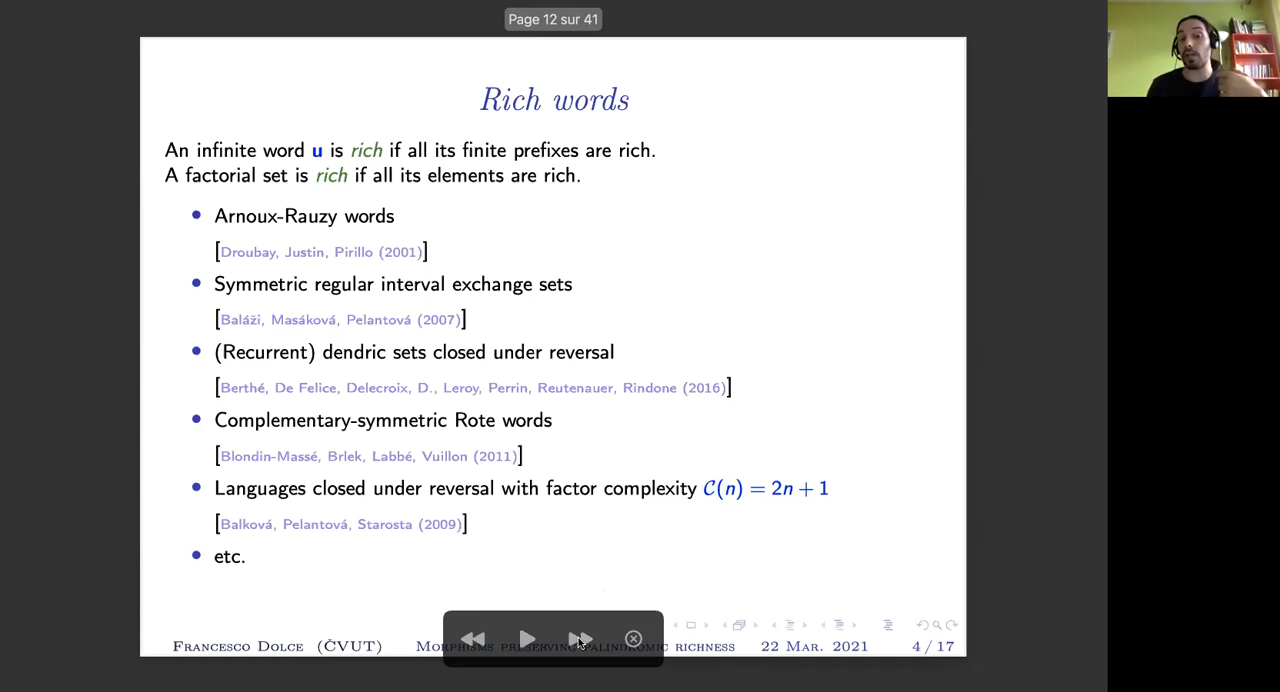 Page 12 sur 41
Rich words
An infinite word u is rich if all its finite prefixes are rich.
A factorial set is rich if all its elements are rich.
• Arnoux-Rauzy words
[Droubay, Justin, Pirillo (2001)]
• Symmetric regular interval exchange sets
[Baláži, Masáková, Pelantová (2007)]
• (Recurrent) dendric sets closed under reversal
[Berthé, De Felice, Delecroix, D., Leroy, Perrin, Reutenauer, Rindone (2016)]
• Complementary-symmetric Rote words
[Blondin-Massé, Brlek, Labbé, Vuillon (2011)]
• Languages closed under reversal with factor complexity C(n) = 2n + 1
[Balková, Pelantová, Starosta (2009)]
• etc.
Francesco Dolce (ČVUT) Morphisms preserving palindromic richness 22 Mar. 2021 4 / 17